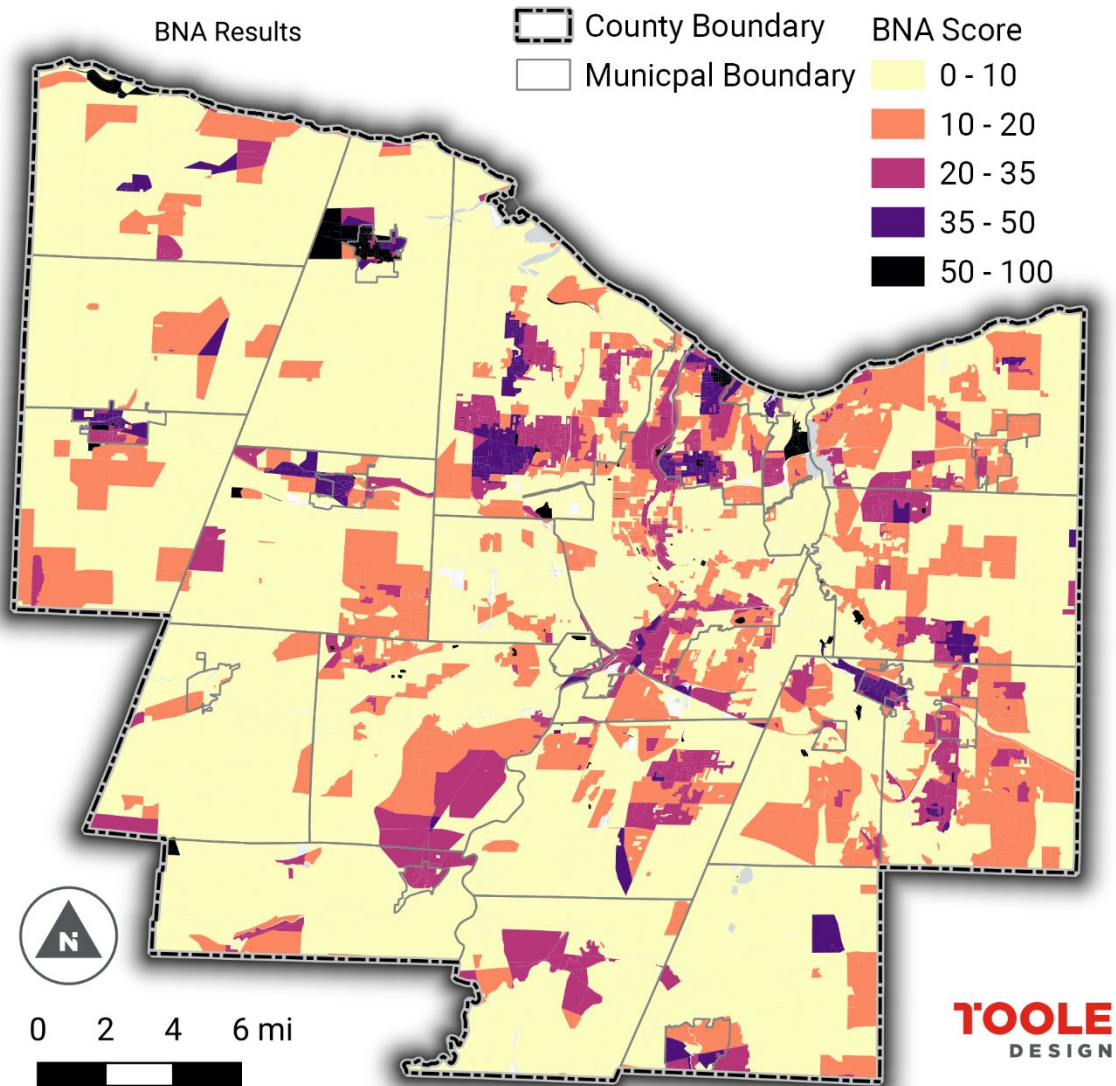 BNA Results
County Boundary
Municpal Boundary
BNA Score
0 - 10
10 - 20
20 - 35
35 - 50
50 - 100
N
0 2 4 6 mi
TOOLE
DESIGN